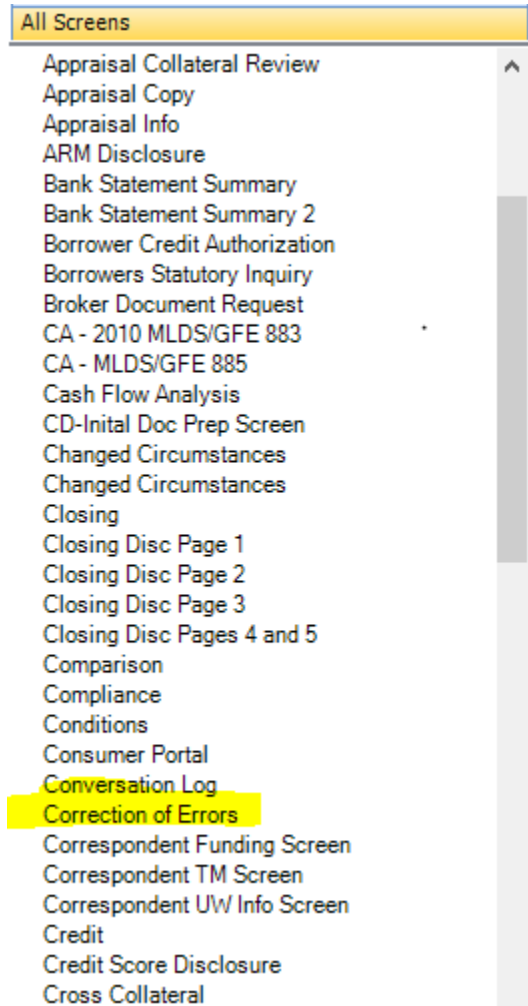 All Screens
Appraisal Collateral Review
Appraisal Copy
Appraisal Info
ARM Disclosure
Bank Statement Summary
Bank Statement Summary 2
Borrower Credit Authorization
Borrowers Statutory Inquiry
Broker Document Request
CA - 2010 MLDS/GFE 883
CA - MLDS/GFE 885
Cash Flow Analysis
CD-Inital Doc Prep Screen
Changed Circumstances
Changed Circumstances
Closing
Closing Disc Page 1
Closing Disc Page 2
Closing Disc Page 3
Closing Disc Pages 4 and 5
Comparison
Compliance
Conditions
Consumer Portal
Conversation Log
Correction of Errors
Correspondent Funding Screen
Correspondent TM Screen
Correspondent UW Info Screen
Credit
Credit Score Disclosure
Cross Collateral